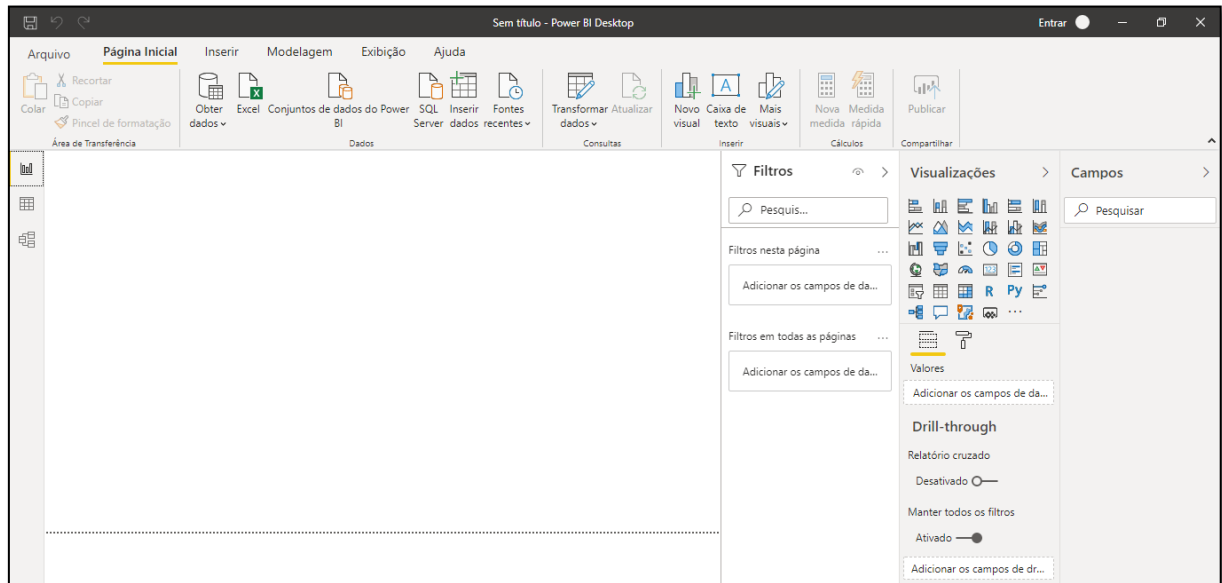 Sem título - Power BI Desktop
Entrar
Arquivo
Página Inicial
Inserir
Modelagem
Exibição
Ajuda
Colar
Recortar
Copiar
Pincel de formatação
Área de Transferência
Obter dados
Excel
Conjuntos de dados do Power BI
SQL Server
Inserir dados
Fontes recentes
Dados
Transformar dados
Atualizar
Consultas
Novo visual
A
Caixa de texto
Mais visuais
Inserir
Nova medida
Medida rápida
Cálculos
Publicar
Compartilhar
Filtros
Pesquis...
Filtros nesta página
...
Adicionar os campos de da...
Filtros em todas as páginas
...
Adicionar os campos de da...
Visualizações
R
Py
...
Valores
Adicionar os campos de da...
Drill-through
Relatório cruzado
Desativado
Manter todos os filtros
Ativado
Adicionar os campos de dr...
Campos
Pesquisar